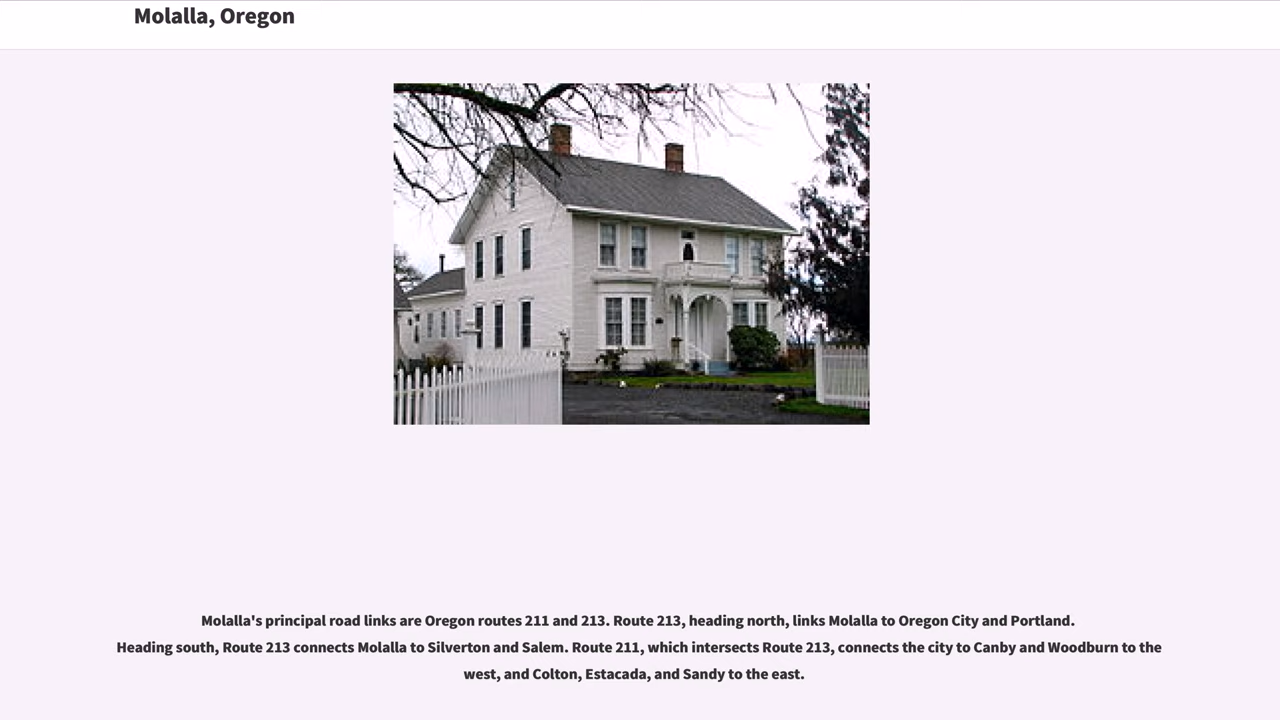 Molalla, Oregon
Molalla's principal road links are Oregon routes 211 and 213. Route 213, heading north, links Molalla to Oregon City and Portland.
Heading south, Route 213 connects Molalla to Silverton and Salem. Route 211, which intersects Route 213, connects the city to Canby and Woodburn to the
west, and Colton, Estacada, and Sandy to the east.